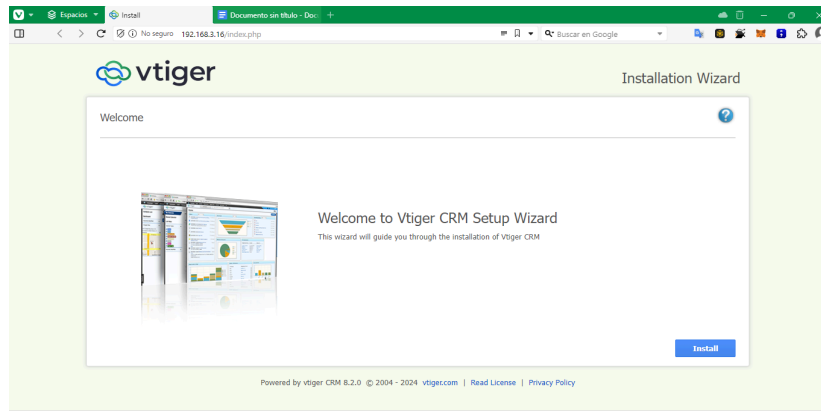 Espacios
Install
Documento sin título - Doc
No seguro 192.168.3.16/index.php
Buscar en Google
vtiger
Installation Wizard
Welcome
Welcome to Vtiger CRM Setup Wizard
This wizard will guide you through the installation of Vtiger CRM
Install
Powered by vtiger CRM 8.2.0 © 2004 - 2024 vtiger.com | Read License | Privacy Policy